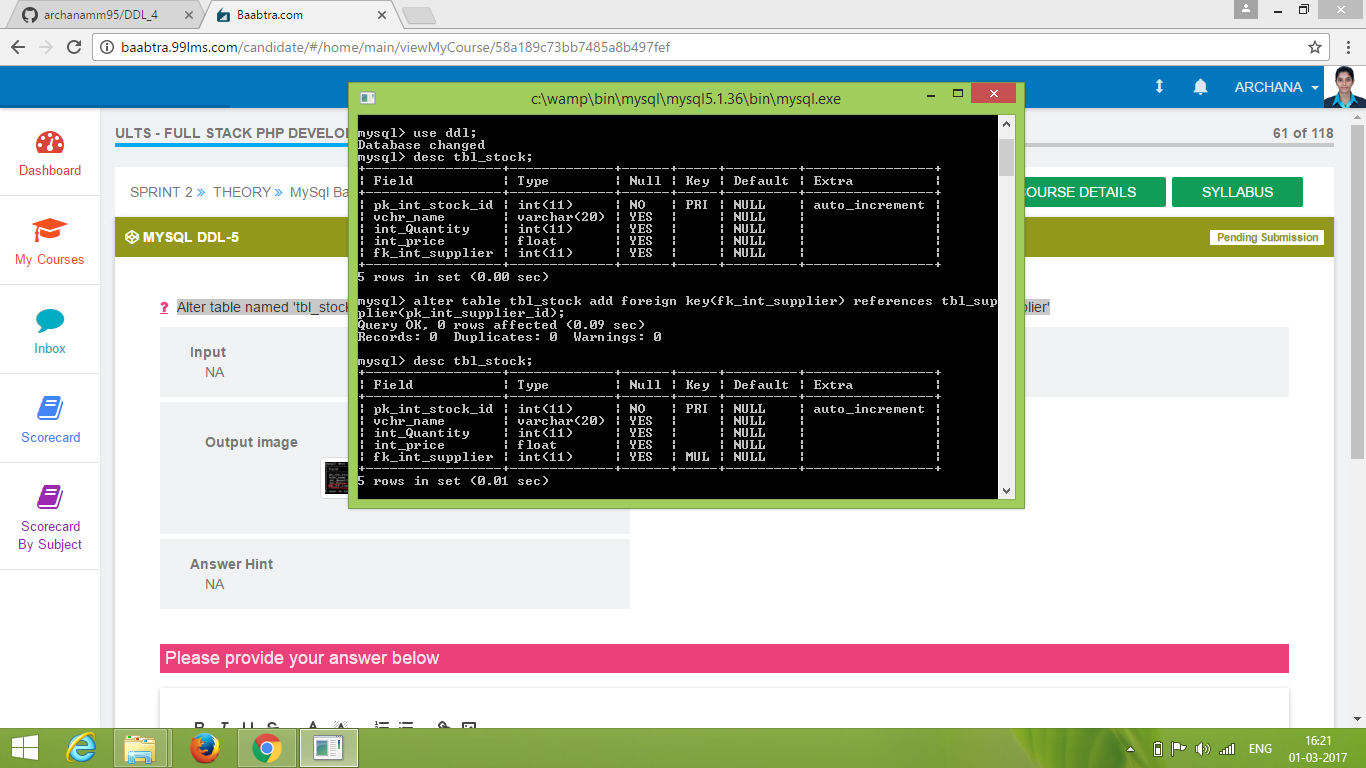 archanamm95/DDL_4
Baabtra.com
baabtra.99lms.com/candidate/#/home/main/viewMyCourse/58a189c73bb7485a8b497fef
ARCHANA
Dashboard
My Courses
Inbox
Scorecard
Scorecard
By Subject
ULTS - FULL STACK PHP DEVELO
61 of 118
SPRINT 2 » THEORY » MySql Ba
COURSE DETAILS
SYLLABUS
MYSQL DDL-5
Pending Submission
? Alter table named 'tbl_stock
plier'
Input
NA
Output image
Answer Hint
NA
Please provide your answer below
c:\wamp\bin\mysql\mysql5.1.36\bin\mysql.exe
mysql> use ddl;
Database changed
mysql> desc tbl_stock;
+-----------------+-------------+------+-----+---------+----------------+
| Field | Type | Null | Key | Default | Extra |
+-----------------+-------------+------+-----+---------+----------------+
| pk_int_stock_id | int(11) | NO | PRI | NULL | auto_increment |
| vchr_name | varchar(20) | YES | | NULL | |
| int_Quantity | int(11) | YES | | NULL | |
| int_price | float | YES | | NULL | |
| fk_int_supplier | int(11) | YES | | NULL | |
+-----------------+-------------+------+-----+---------+----------------+
5 rows in set (0.00 sec)
mysql> alter table tbl_stock add foreign key(fk_int_supplier) references tbl_sup
plier(pk_int_supplier_id);
Query OK, 0 rows affected (0.09 sec)
Records: 0 Duplicates: 0 Warnings: 0
mysql> desc tbl_stock;
+-----------------+-------------+------+-----+---------+----------------+
| Field | Type | Null | Key | Default | Extra |
+-----------------+-------------+------+-----+---------+----------------+
| pk_int_stock_id | int(11) | NO | PRI | NULL | auto_increment |
| vchr_name | varchar(20) | YES | | NULL | |
| int_Quantity | int(11) | YES | | NULL | |
| int_price | float | YES | | NULL | |
| fk_int_supplier | int(11) | YES | MUL | NULL | |
+-----------------+-------------+------+-----+---------+----------------+
5 rows in set (0.01 sec)
ENG
16:21
01-03-2017